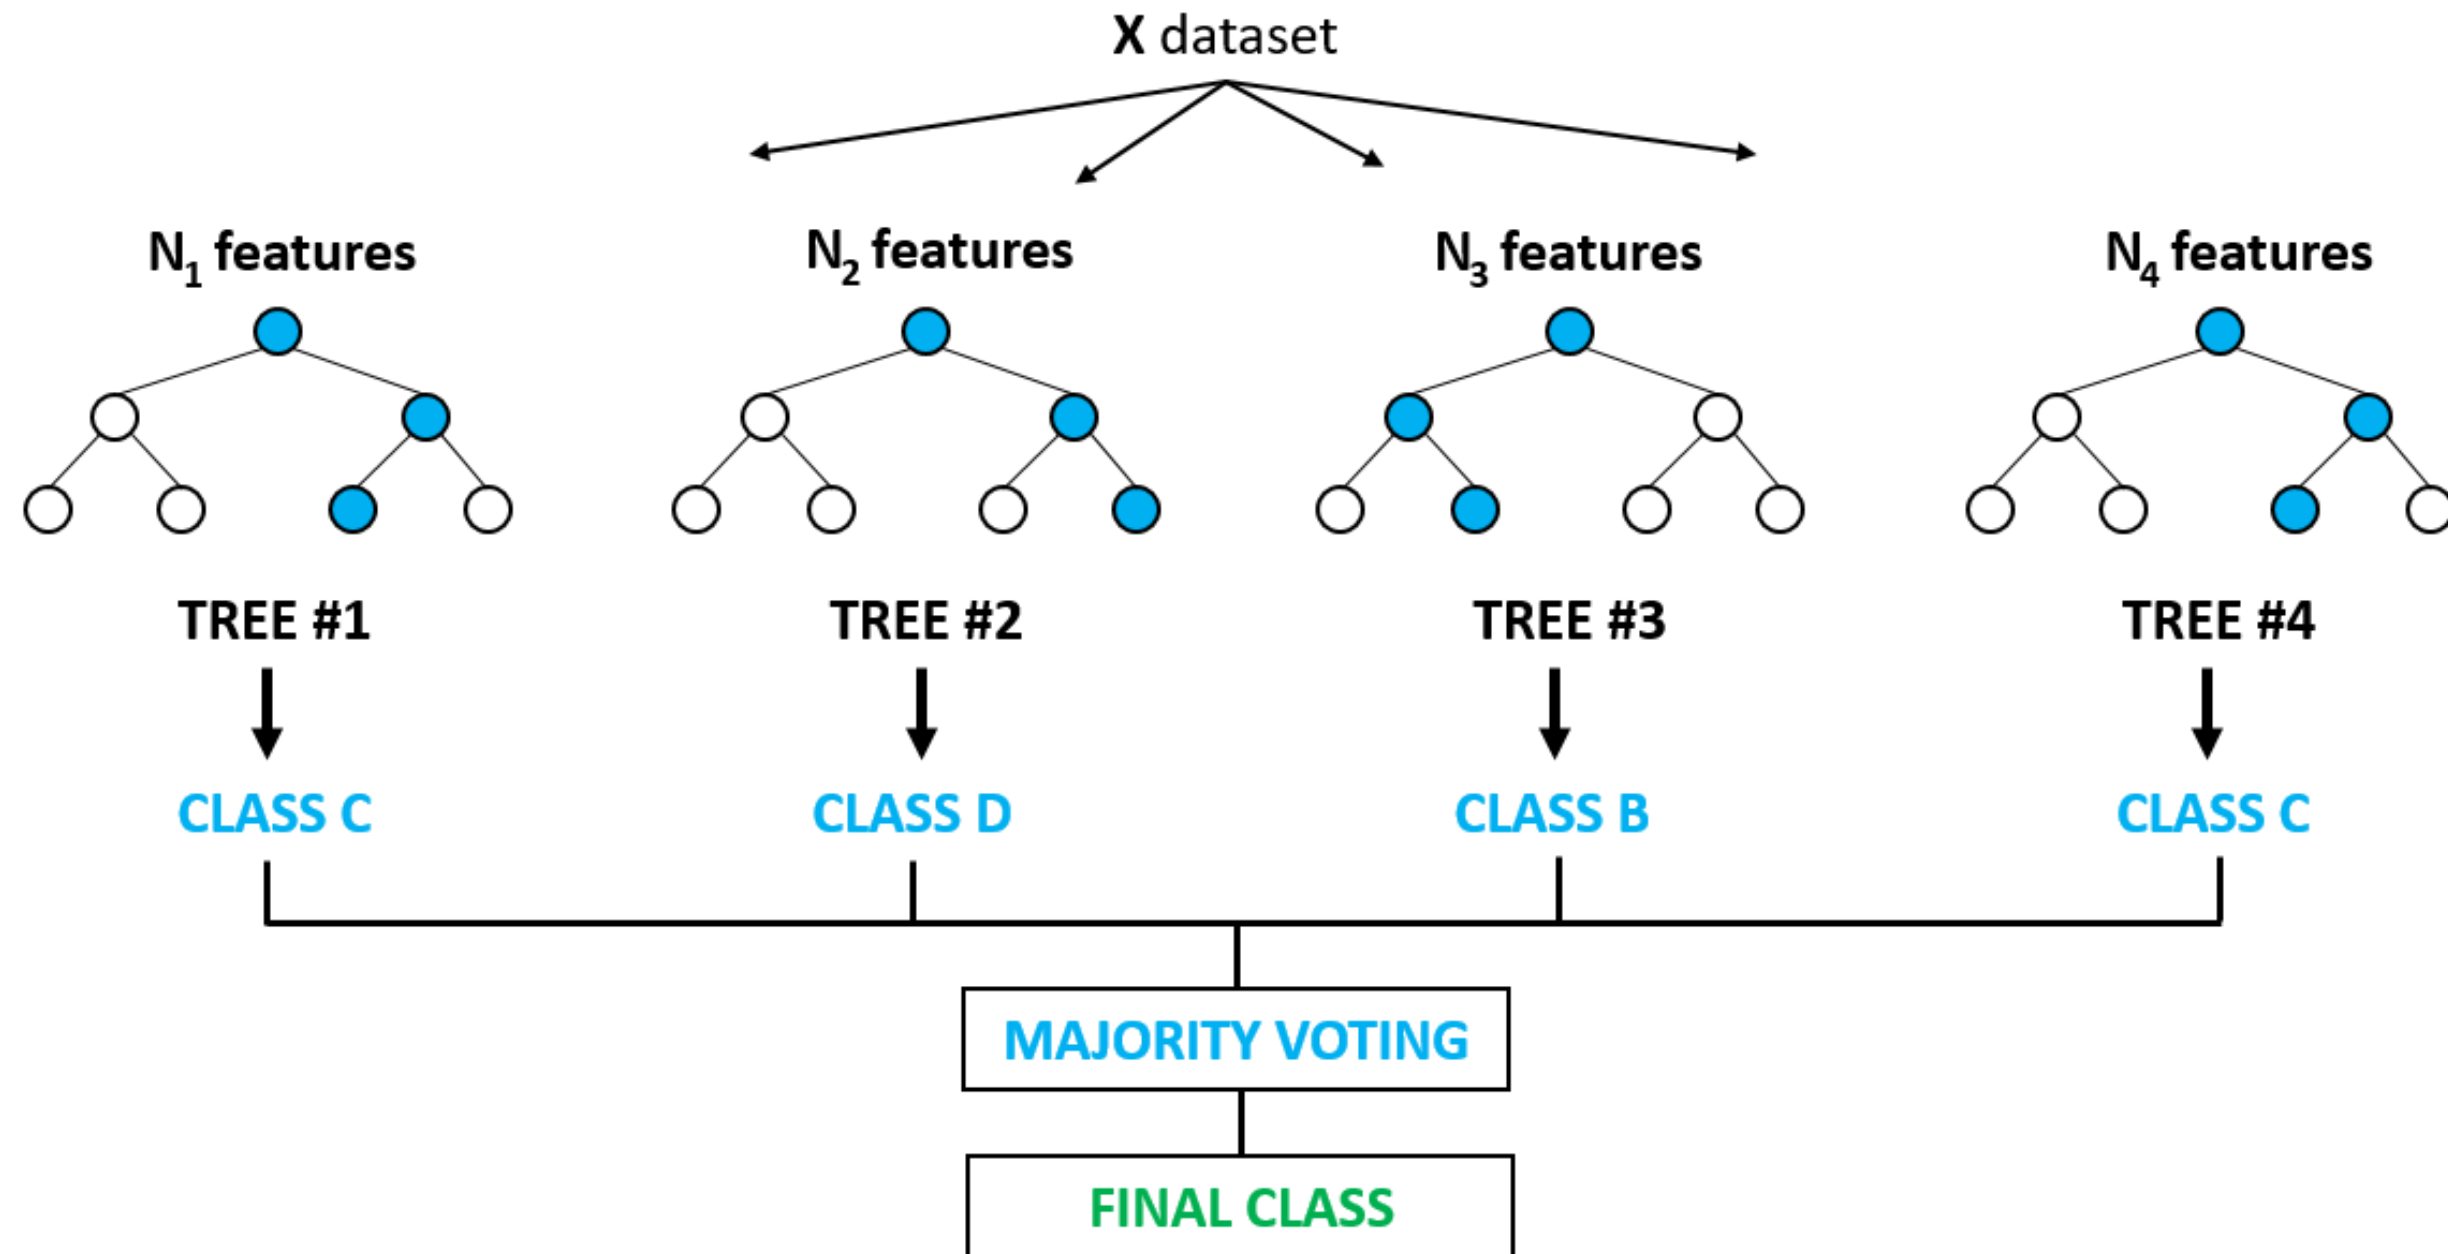 X dataset
N₁ features N₂ features N₃ features N₄ features
TREE #1 TREE #2 TREE #3 TREE #4
CLASS C CLASS D CLASS B CLASS C
MAJORITY VOTING
FINAL CLASS